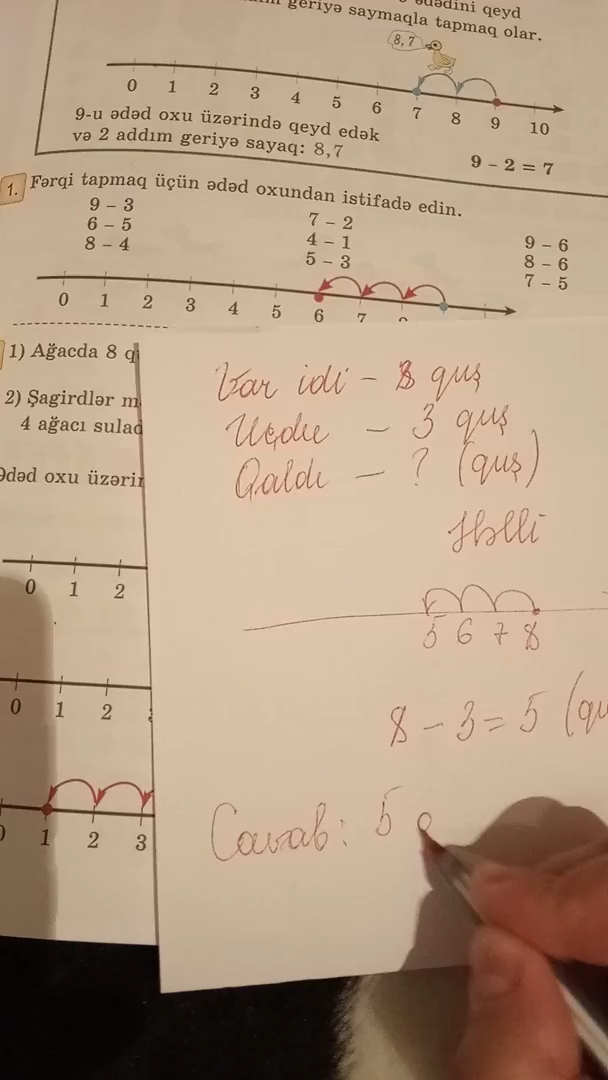 ədədini qeyd
geriyə saymaqla tapmaq olar.
8,7
0 1 2 3 4 5 6 7 8 9 10
9-u ədəd oxu üzərində qeyd edək
və 2 addım geriyə sayaq: 8,7
9 - 2 = 7
1. Fərqi tapmaq üçün ədəd oxundan istifadə edin.
9 - 3 7 - 2 9 - 6
6 - 5 4 - 1 8 - 6
8 - 4 5 - 3 7 - 5
0 1 2 3 4 5 6 7
1) Ağacda 8
2) Şagirdlər
4 ağacı
Ədəd oxu
0 1 2
0 1 2
1 2 3
Var idi - 8 quş
Uçdu - 3 quş
Qaldı - ? (quş)
Həlli
5 6 7 8
8 - 3 = 5
Cavab: 5